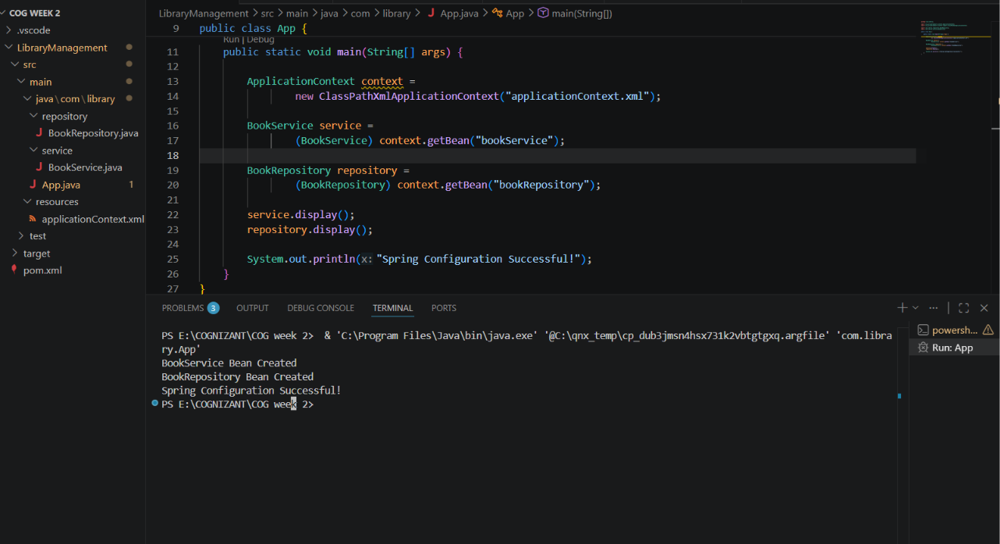 COG WEEK 2
.vscode
LibraryManagement
src
main
java\com\library
repository
BookRepository.java
service
BookService.java
App.java 1
resources
applicationContext.xml
test
target
pom.xml
LibraryManagement > src > main > java > com > library > App.java > App > main(String[])
9 public class App {
Run | Debug
11 public static void main(String[] args) {
12
13 ApplicationContext context =
14 new ClassPathXmlApplicationContext("applicationContext.xml");
15
16 BookService service =
17 (BookService) context.getBean("bookService");
18
19 BookRepository repository =
20 (BookRepository) context.getBean("bookRepository");
21
22 service.display();
23 repository.display();
24
25 System.out.println(x: "Spring Configuration Successful!");
26 }
27 }
PROBLEMS 3 OUTPUT DEBUG CONSOLE TERMINAL PORTS
PS E:\COGNIZANT\COG week 2> & 'C:\Program Files\Java\bin\java.exe' '@C:\qnx_temp\cp_dub3jmsn4hsx731k2vbtgtgxq.argfile' 'com.libra
ry.App'
BookService Bean Created
BookRepository Bean Created
Spring Configuration Successful!
PS E:\COGNIZANT\COG week 2>
powersh...
Run: App